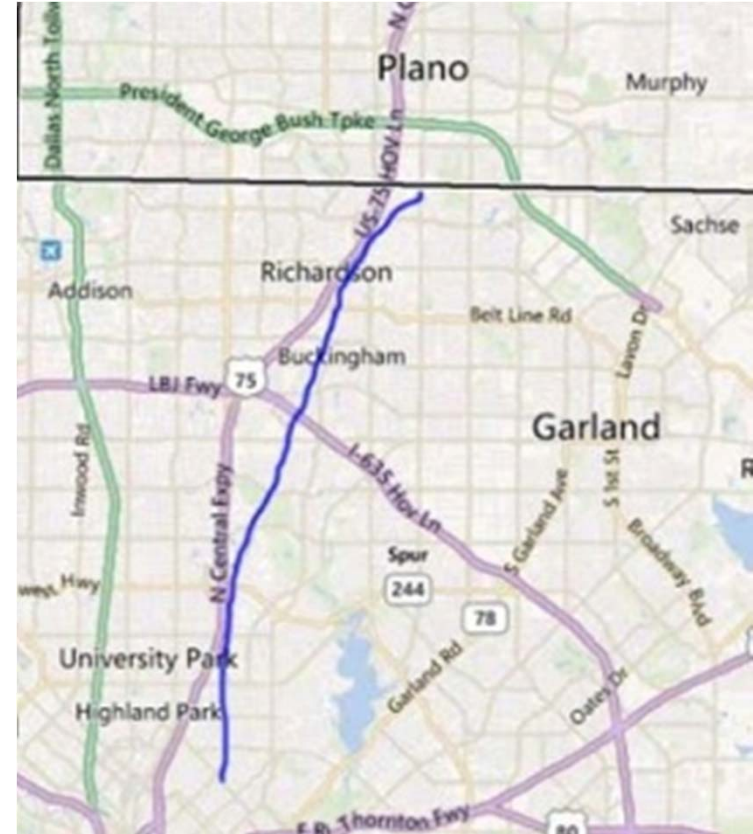 N C
Dallas North Tollw
Plano
Murphy
President George Bush Tpke
US-75 HOV Ln
Sachse
Richardson
Addison
Belt Line Rd
Lavon Dr
Buckingham
LBJ Fwy
75
Garland
Inwood Rd
N Central Expy
I-635 Hov Ln
S 1st St
R
S Garland Ave
Broadway Blvd
Spur
244
west Hwy
78
University Park
Garland Rd
Highland Park
Oates Dr
E R L Thornton Fwy
80